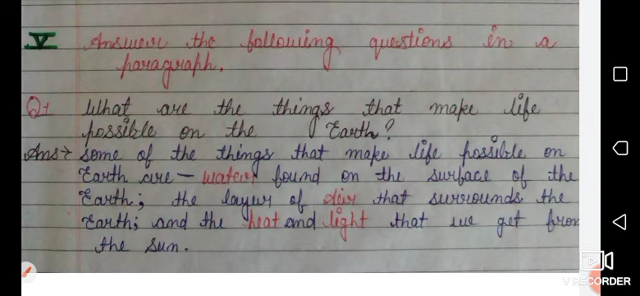 V Answer the following questions in a
paragraph.
Q1 What are the things that make life
possible on the Earth?
Ans→ Some of the things that make life possible on
Earth are – water found on the surface of the
Earth; the layer of air that surrounds the
Earth; and the heat and light that we get from
the sun.
V RECORDER